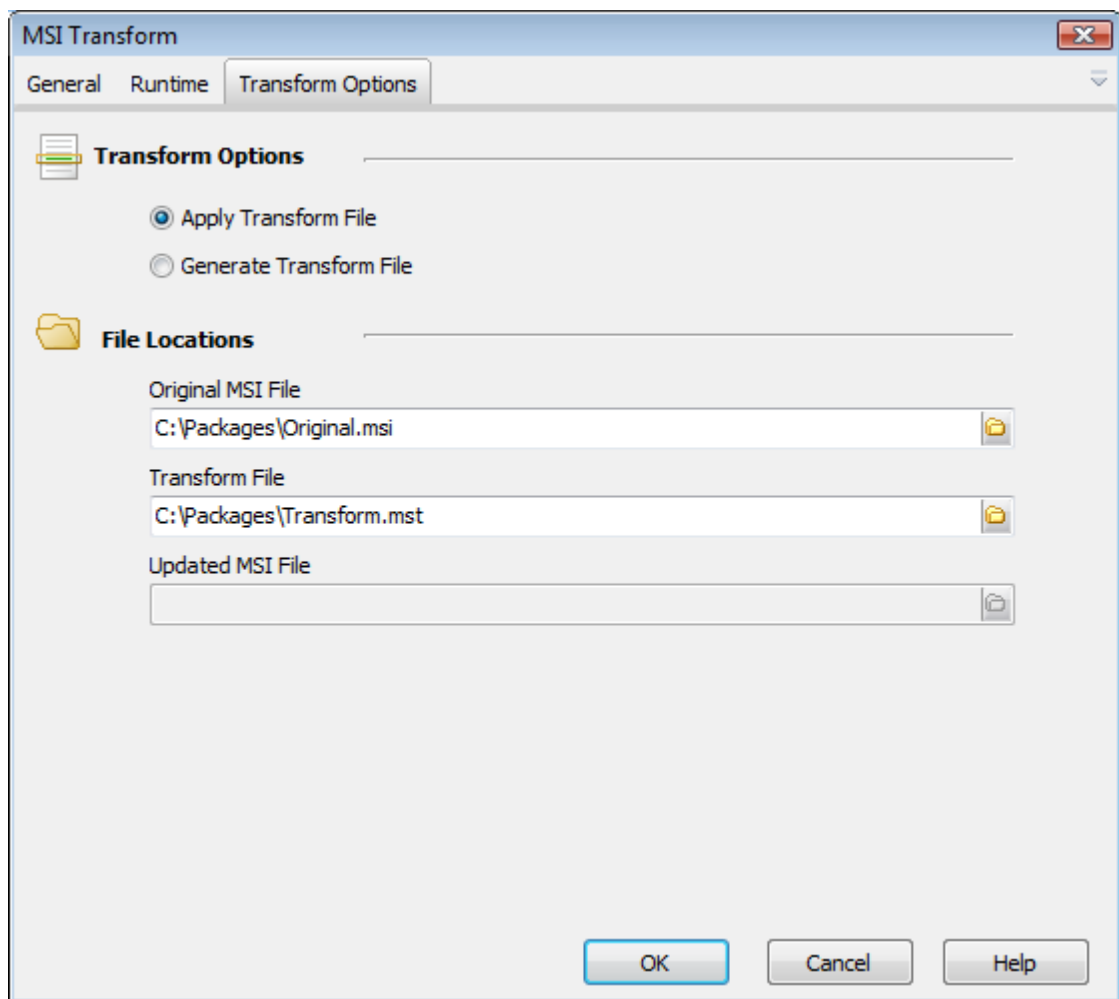 MSI Transform
General Runtime Transform Options
Transform Options
Apply Transform File
Generate Transform File
File Locations
Original MSI File
C:\Packages\Original.msi
Transform File
C:\Packages\Transform.mst
Updated MSI File
OK Cancel Help